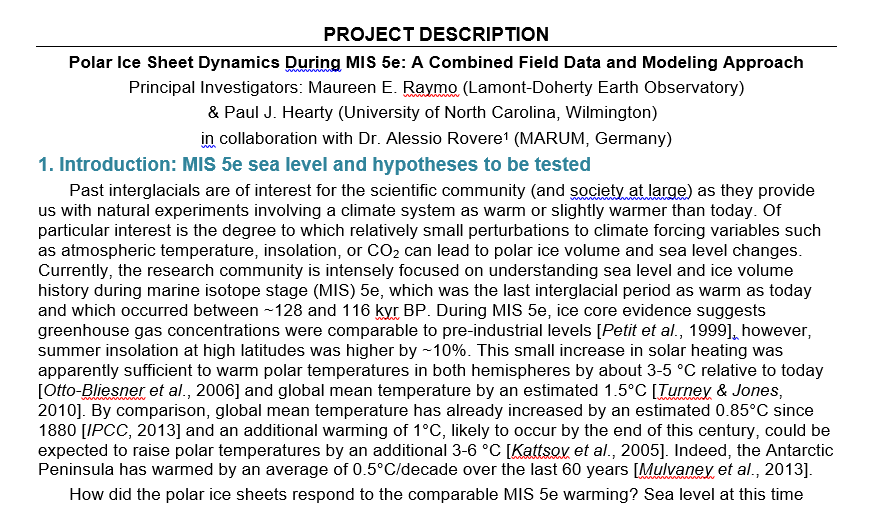 PROJECT DESCRIPTION
Polar Ice Sheet Dynamics During MIS 5e: A Combined Field Data and Modeling Approach
Principal Investigators: Maureen E. Raymo (Lamont-Doherty Earth Observatory)
& Paul J. Hearty (University of North Carolina, Wilmington)
in collaboration with Dr. Alessio Rovere¹ (MARUM, Germany)
1. Introduction: MIS 5e sea level and hypotheses to be tested
Past interglacials are of interest for the scientific community (and society at large) as they provide
us with natural experiments involving a climate system as warm or slightly warmer than today. Of
particular interest is the degree to which relatively small perturbations to climate forcing variables such
as atmospheric temperature, insolation, or CO₂ can lead to polar ice volume and sea level changes.
Currently, the research community is intensely focused on understanding sea level and ice volume
history during marine isotope stage (MIS) 5e, which was the last interglacial period as warm as today
and which occurred between ~128 and 116 kyr BP. During MIS 5e, ice core evidence suggests
greenhouse gas concentrations were comparable to pre-industrial levels [Petit et al., 1999], however,
summer insolation at high latitudes was higher by ~10%. This small increase in solar heating was
apparently sufficient to warm polar temperatures in both hemispheres by about 3-5 °C relative to today
[Otto-Bliesner et al., 2006] and global mean temperature by an estimated 1.5°C [Turney & Jones,
2010]. By comparison, global mean temperature has already increased by an estimated 0.85°C since
1880 [IPCC, 2013] and an additional warming of 1°C, likely to occur by the end of this century, could be
expected to raise polar temperatures by an additional 3-6 °C [Kattsov et al., 2005]. Indeed, the Antarctic
Peninsula has warmed by an average of 0.5°C/decade over the last 60 years [Mulvaney et al., 2013].
How did the polar ice sheets respond to the comparable MIS 5e warming? Sea level at this time